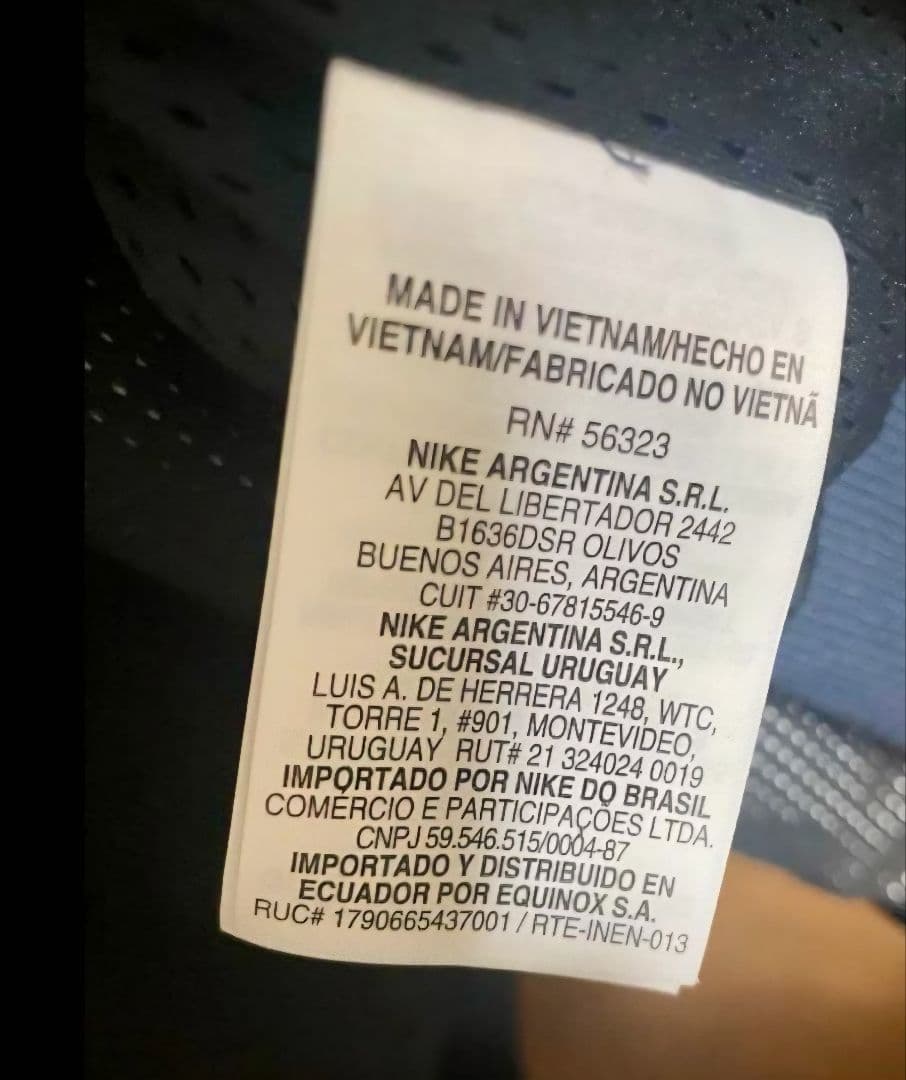 MADE IN VIETNAM/HECHO EN
VIETNAM/FABRICADO NO VIETNÃ
RN# 56323
NIKE ARGENTINA S.R.L.
AV DEL LIBERTADOR 2442
B1636DSR OLIVOS
BUENOS AIRES, ARGENTINA
CUIT #30-67815546-9
NIKE ARGENTINA S.R.L.,
SUCURSAL URUGUAY
LUIS A. DE HERRERA 1248, WTC,
TORRE 1, #901, MONTEVIDEO,
URUGUAY RUT# 21 324024 0019
IMPORTADO POR NIKE DO BRASIL
COMÉRCIO E PARTICIPAÇÕES LTDA.
CNPJ 59.546.515/0004-87
IMPORTADO Y DISTRIBUIDO EN
ECUADOR POR EQUINOX S.A.
RUC# 1790665437001 / RTE-INEN-013